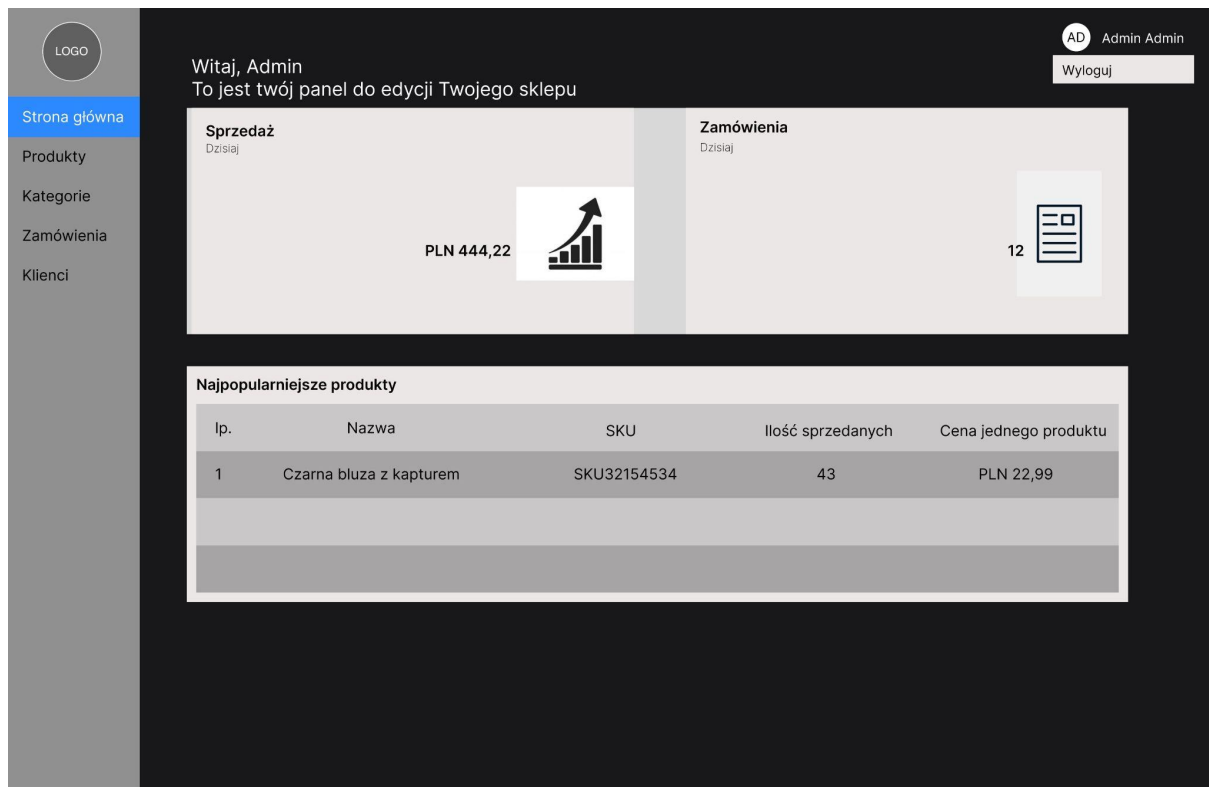 LOGO
AD Admin Admin
Wyloguj
Witaj, Admin
To jest twój panel do edycji Twojego sklepu
Strona główna
Produkty
Kategorie
Zamówienia
Klienci
Sprzedaż
Dzisiaj
PLN 444,22
Zamówienia
Dzisiaj
12
Najpopularniejsze produkty
lp. Nazwa SKU Ilość sprzedanych Cena jednego produktu
1 Czarna bluza z kapturem SKU32154534 43 PLN 22,99